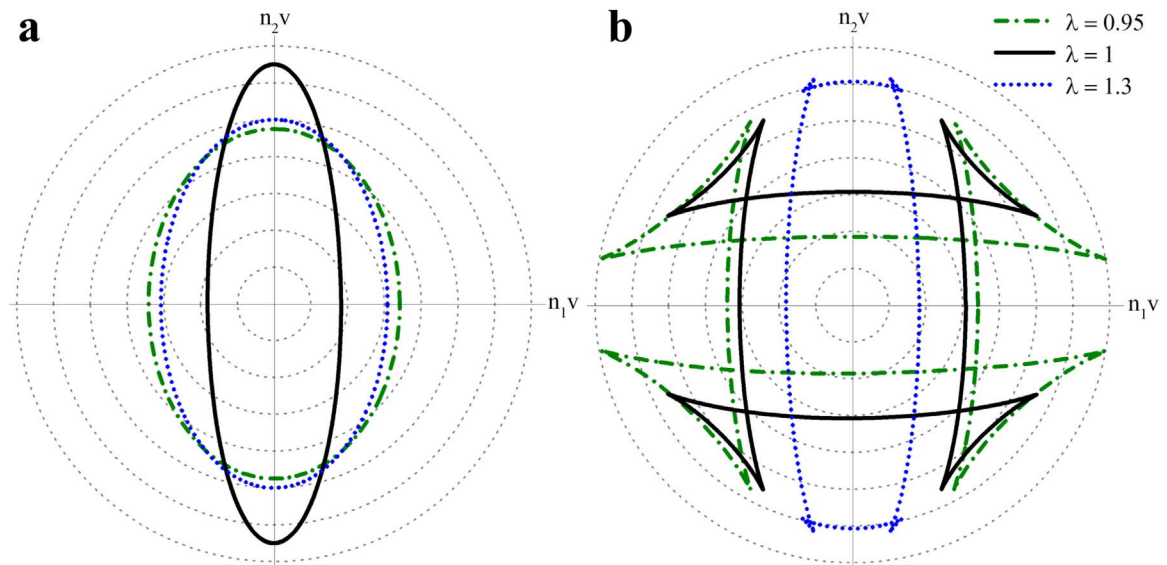 a
n₂v
n₁v
b
n₂v
n₁v
λ = 0.95
λ = 1
λ = 1.3